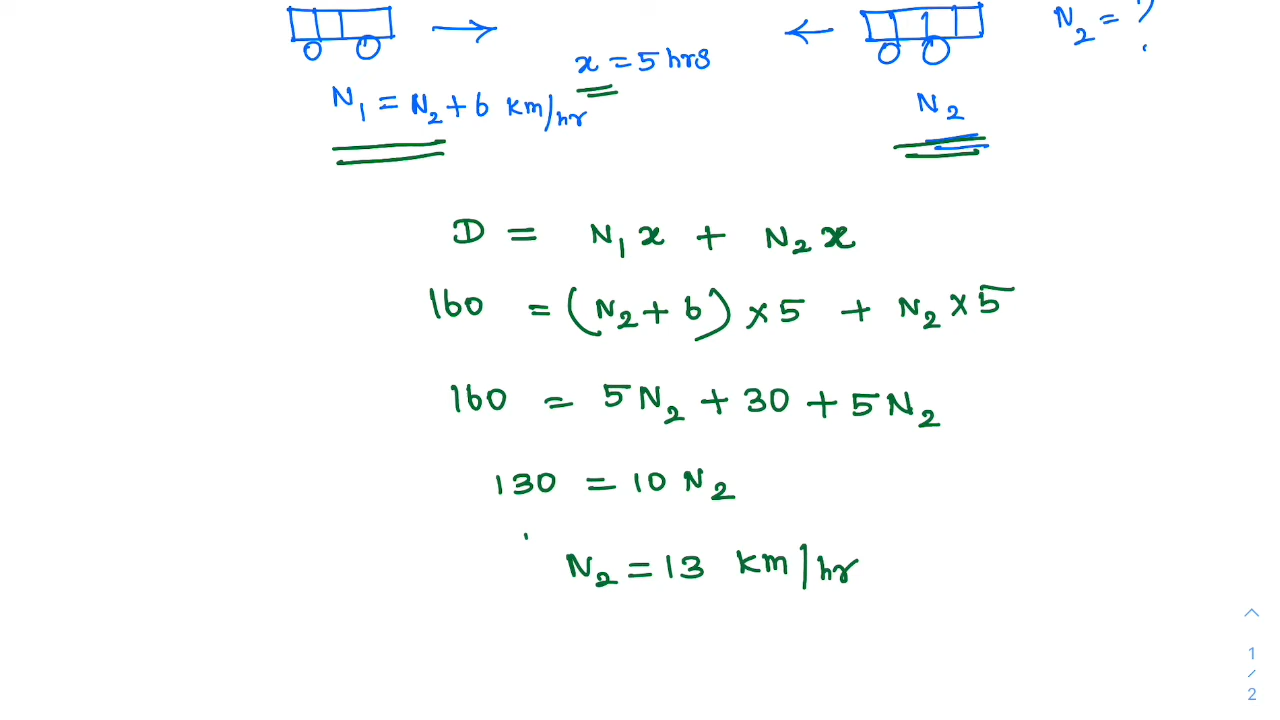 N₂ = ?
x = 5 hrs
N₁ = N₂ + 6 km/hr
N₂
D = N₁x + N₂x
160 = (N₂ + 6) × 5 + N₂ × 5
160 = 5N₂ + 30 + 5N₂
130 = 10 N₂
N₂ = 13 km/hr
1
/
2